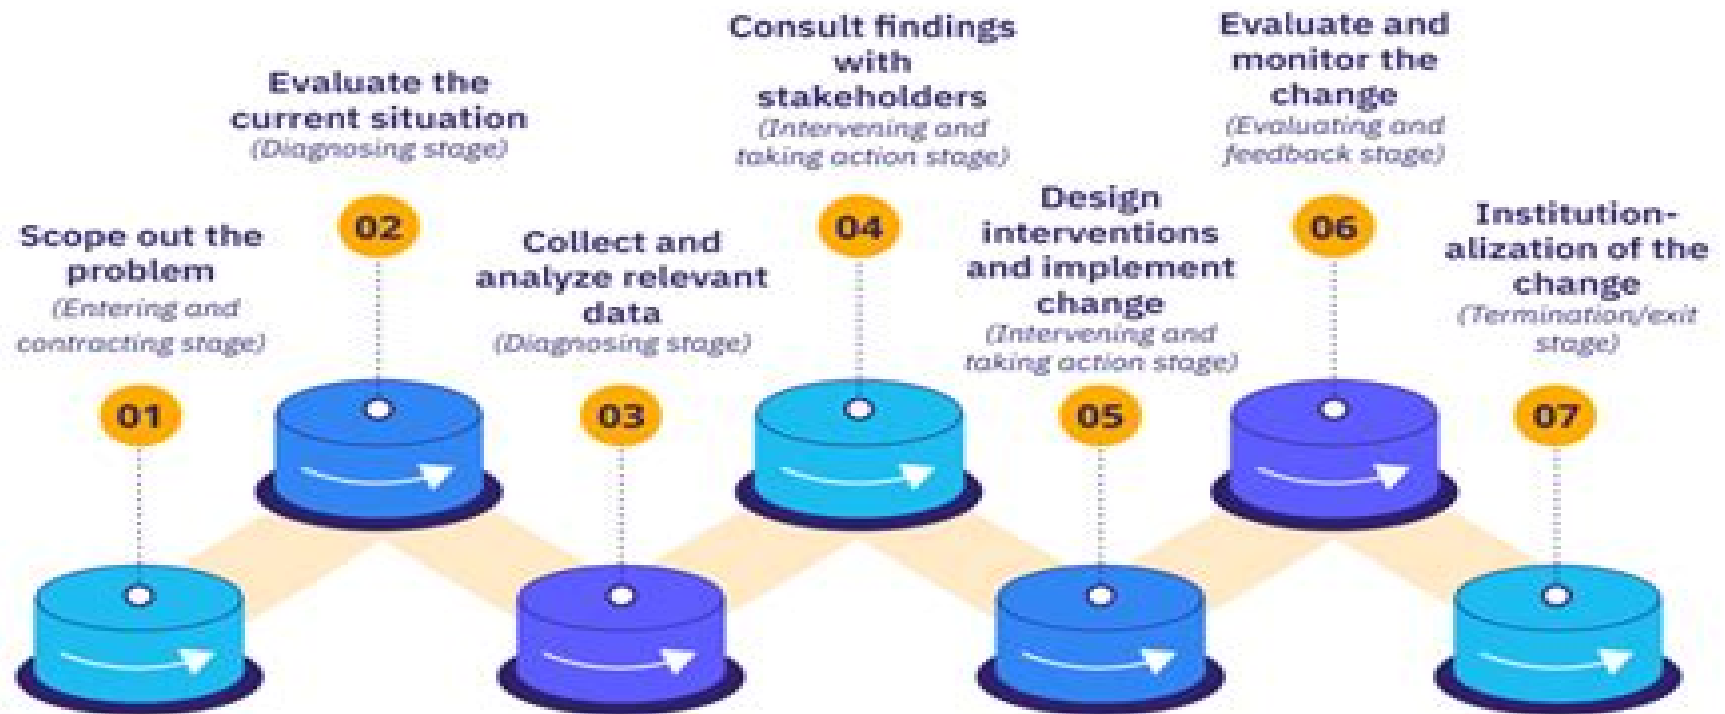 Scope out the
problem
(Entering and
contracting stage)
01
Evaluate the
current situation
(Diagnosing stage)
02
Collect and
analyze relevant
data
(Diagnosing stage)
03
Consult findings
with
stakeholders
(Intervening and
taking action stage)
04
Design
interventions
and implement
change
(Intervening and
taking action stage)
05
Evaluate and
monitor the
change
(Evaluating and
feedback stage)
06
Institution-
alization of the
change
(Termination/exit
stage)
07